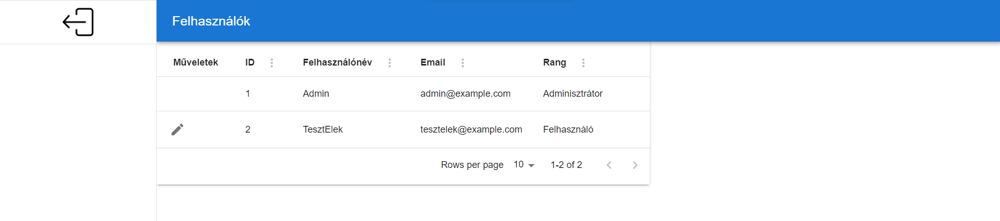 Felhasználók
Műveletek ID Felhasználónév Email Rang
1 Admin admin@example.com Adminisztrátor
2 TesztElek tesztelek@example.com Felhasználó
Rows per page 10 1-2 of 2